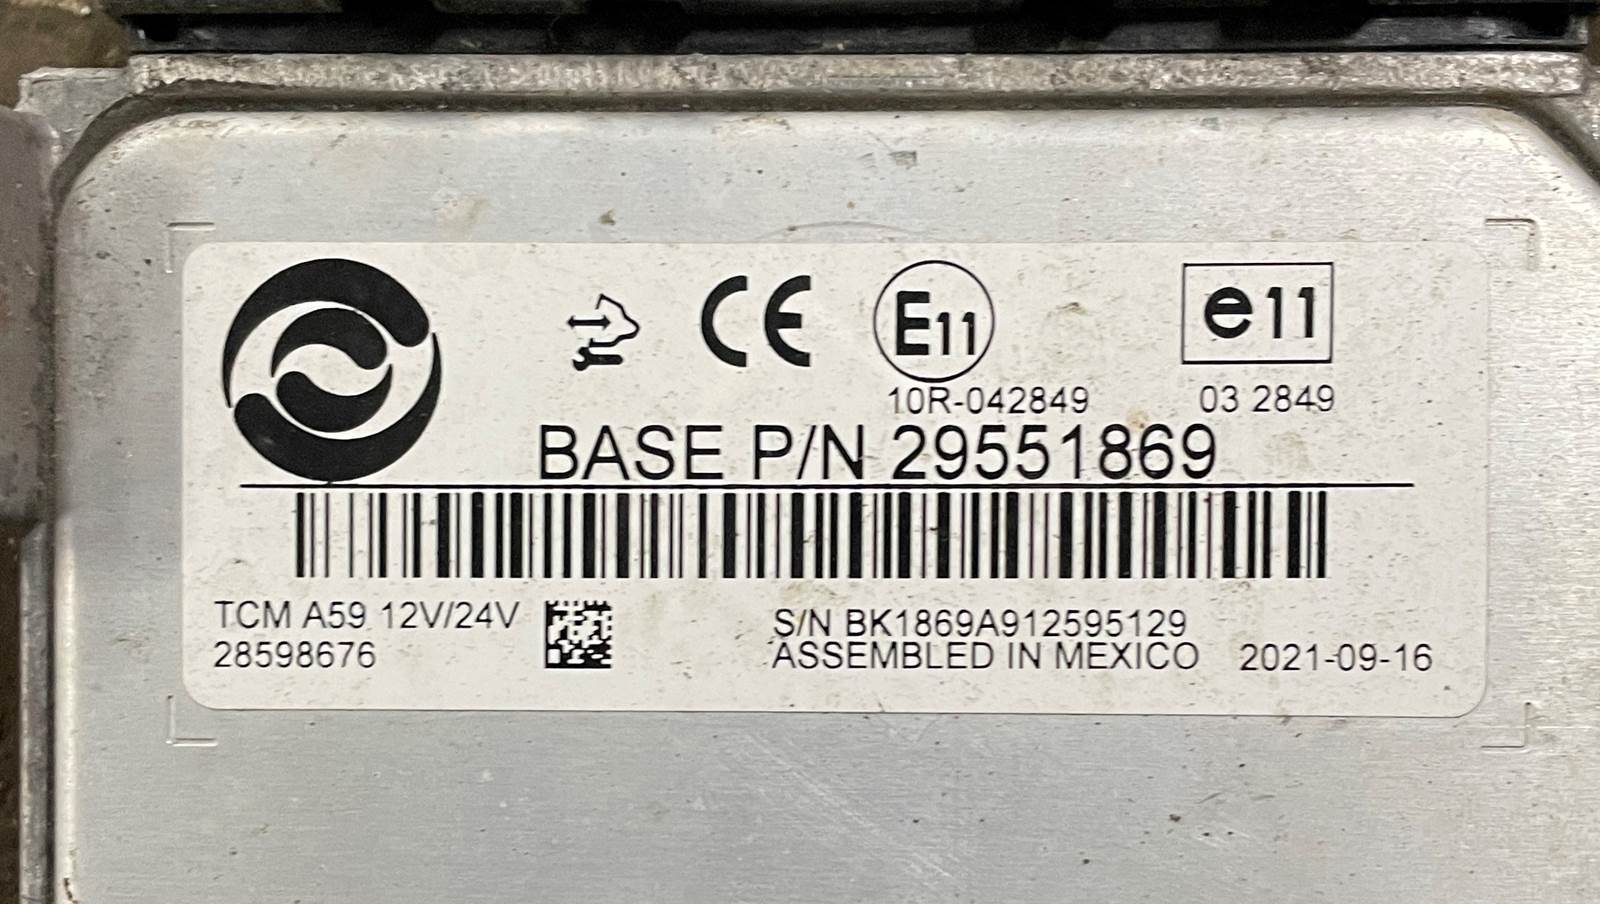 CE E11 e11
10R-042849 03 2849
BASE P/N 29551869
TCM A59 12V/24V S/N BK1869A912595129
28598676 ASSEMBLED IN MEXICO 2021-09-16